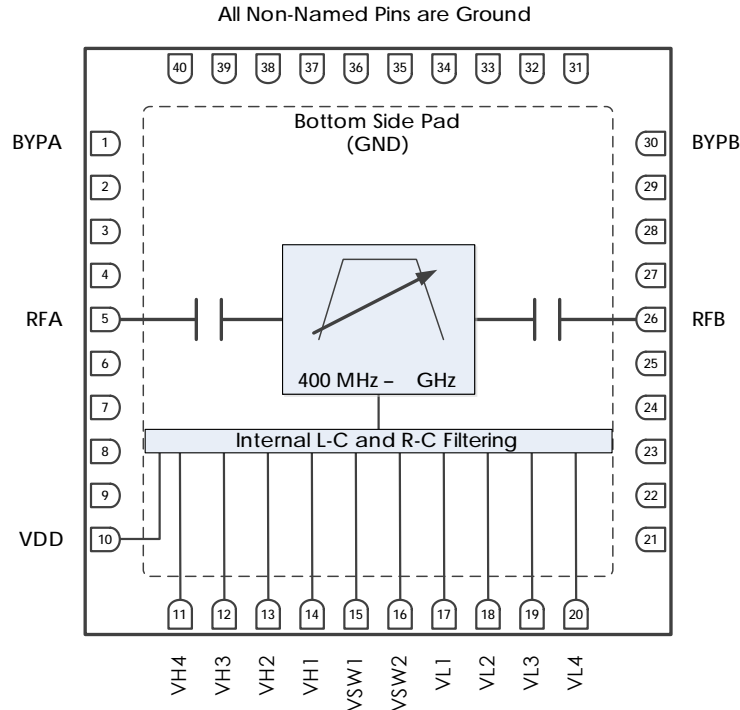 All Non-Named Pins are Ground
40 39 38 37 36 35 34 33 32 31
Bottom Side Pad
(GND)
BYPA 1 30 BYPB
2 29
3 28
4 27
RFA 5 26 RFB
400 MHz – GHz
6 25
7 24
Internal L-C and R-C Filtering
8 23
9 22
VDD 10 21
11 12 13 14 15 16 17 18 19 20
VH4 VH3 VH2 VH1 VSW1 VSW2 VL1 VL2 VL3 VL4